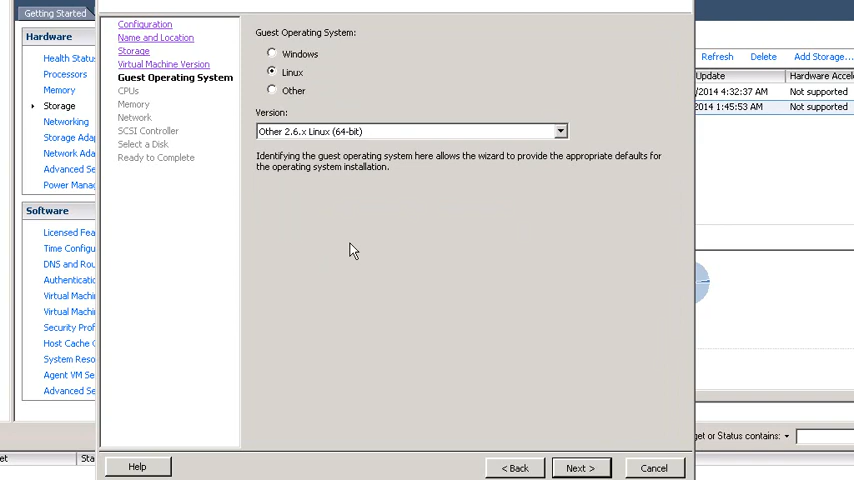 Getting Started
Hardware
Health Status
Processors
Memory
Storage
Networking
Storage Adap
Network Ada
Advanced Se
Power Manag
Software
Licensed Fea
Time Configu
DNS and Rou
Authenticati
Virtual Machi
Virtual Machi
Security Prof
Host Cache C
System Reso
Agent VM Se
Advanced Se
Configuration
Name and Location
Storage
Virtual Machine Version
Guest Operating System
CPUs
Memory
Network
SCSI Controller
Select a Disk
Ready to Complete
Guest Operating System:
Windows
Linux
Other
Version:
Other 2.6.x Linux (64-bit)
Identifying the guest operating system here allows the wizard to provide the appropriate defaults for
the operating system installation.
Refresh Delete Add Storage...
Update Hardware Accele
/2014 4:32:37 AM Not supported
2014 1:45:53 AM Not supported
get or Status contains:
et Sta
Help < Back Next > Cancel